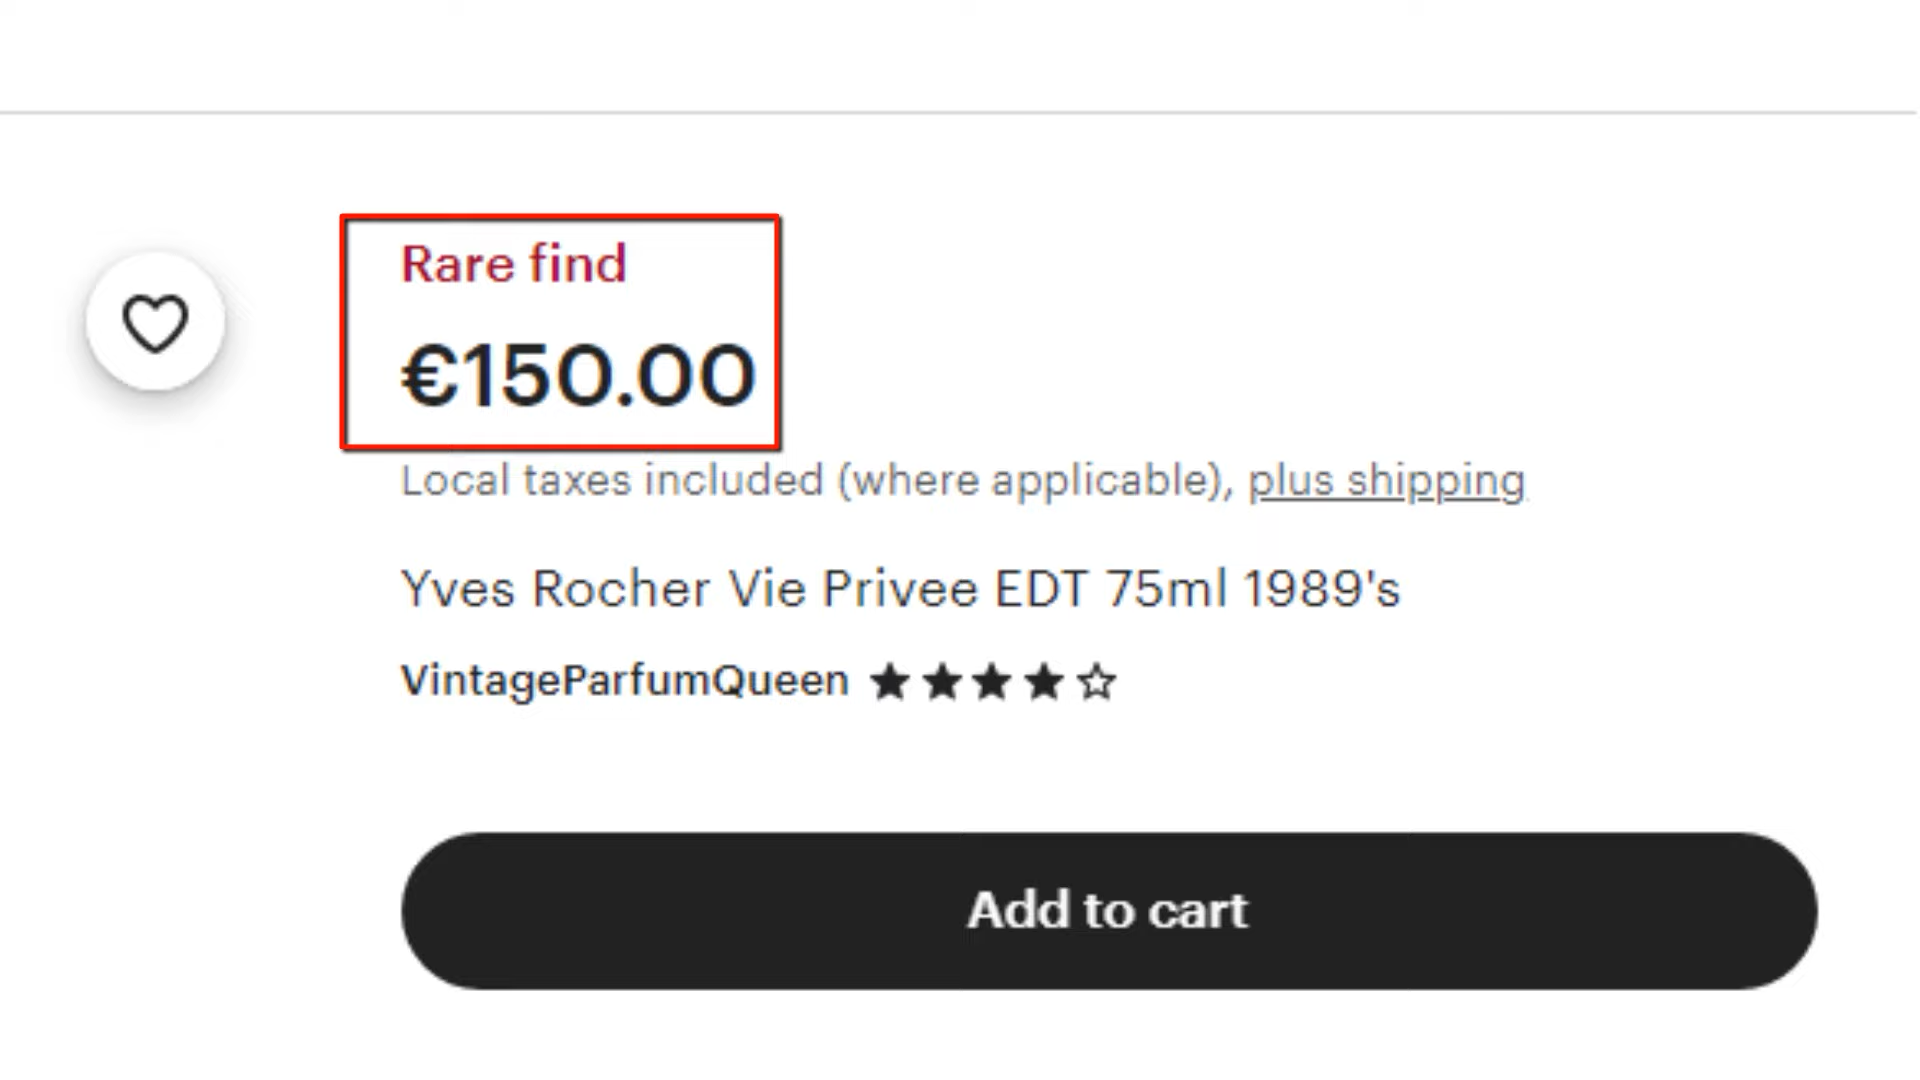 Rare find
€150.00
Local taxes included (where applicable), plus shipping
Yves Rocher Vie Privee EDT 75ml 1989's
VintageParfumQueen
Add to cart